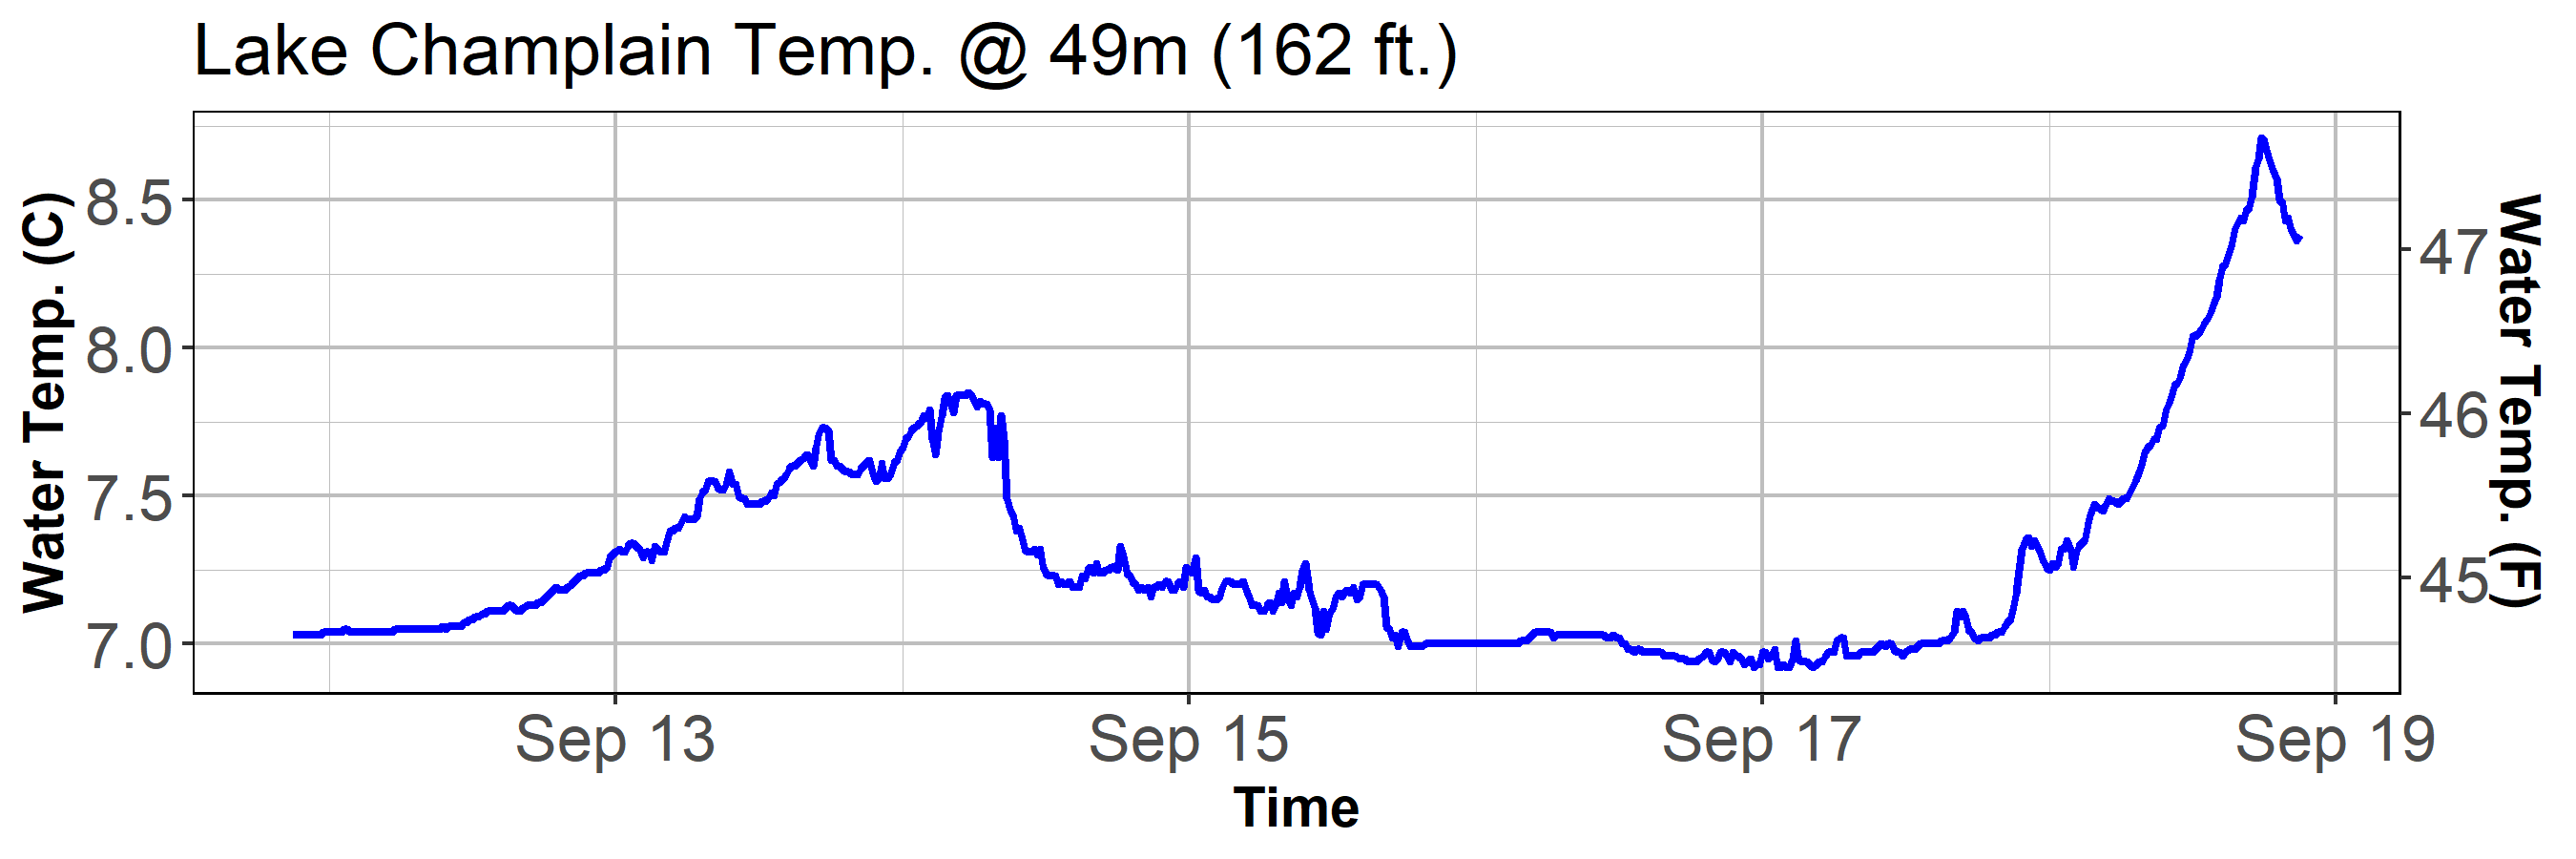 Lake Champlain Temp. @ 49m (162 ft.)
Water Temp. (C)
8.5
8.0
7.5
7.0
47
46
45
Water Temp. (F)
Sep 13
Sep 15
Sep 17
Sep 19
Time